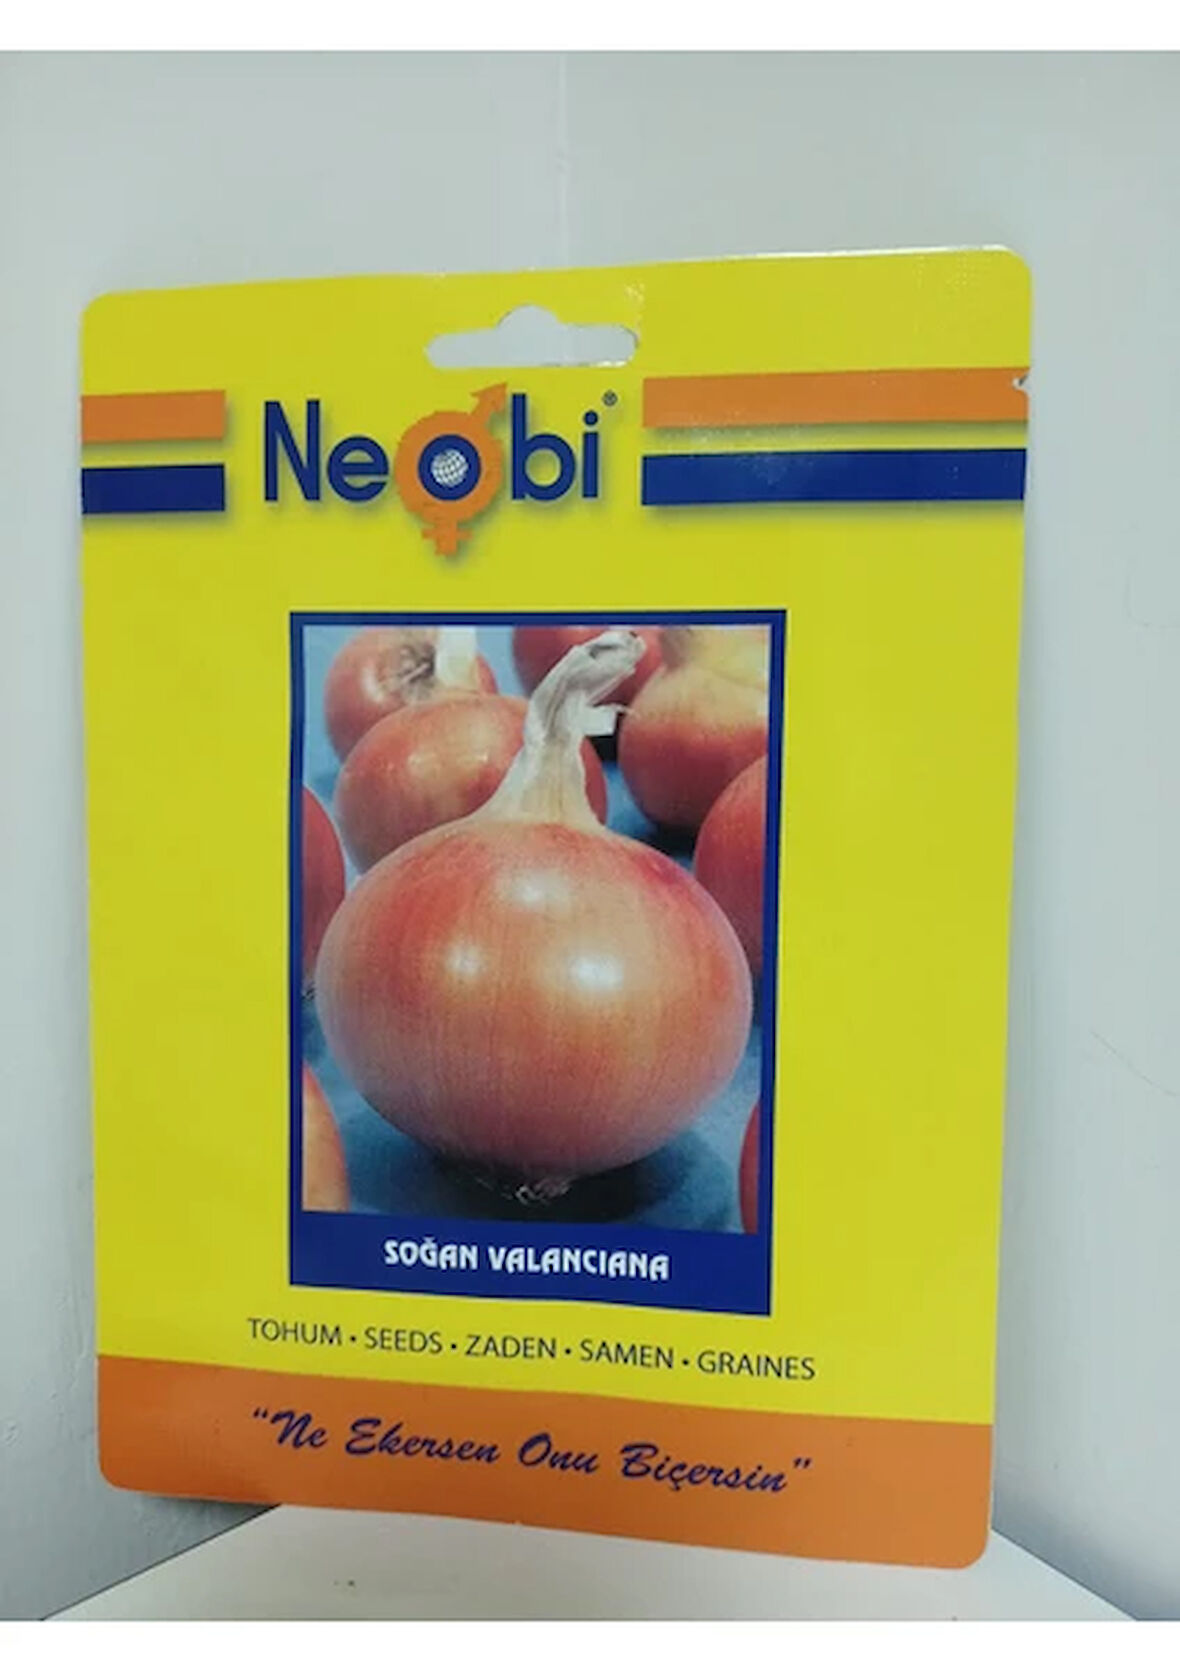 Neobi®
SOĞAN VALANCIANA
TOHUM • SEEDS • ZADEN • SAMEN • GRAINES
“Ne Ekersen Onu Biçersin”